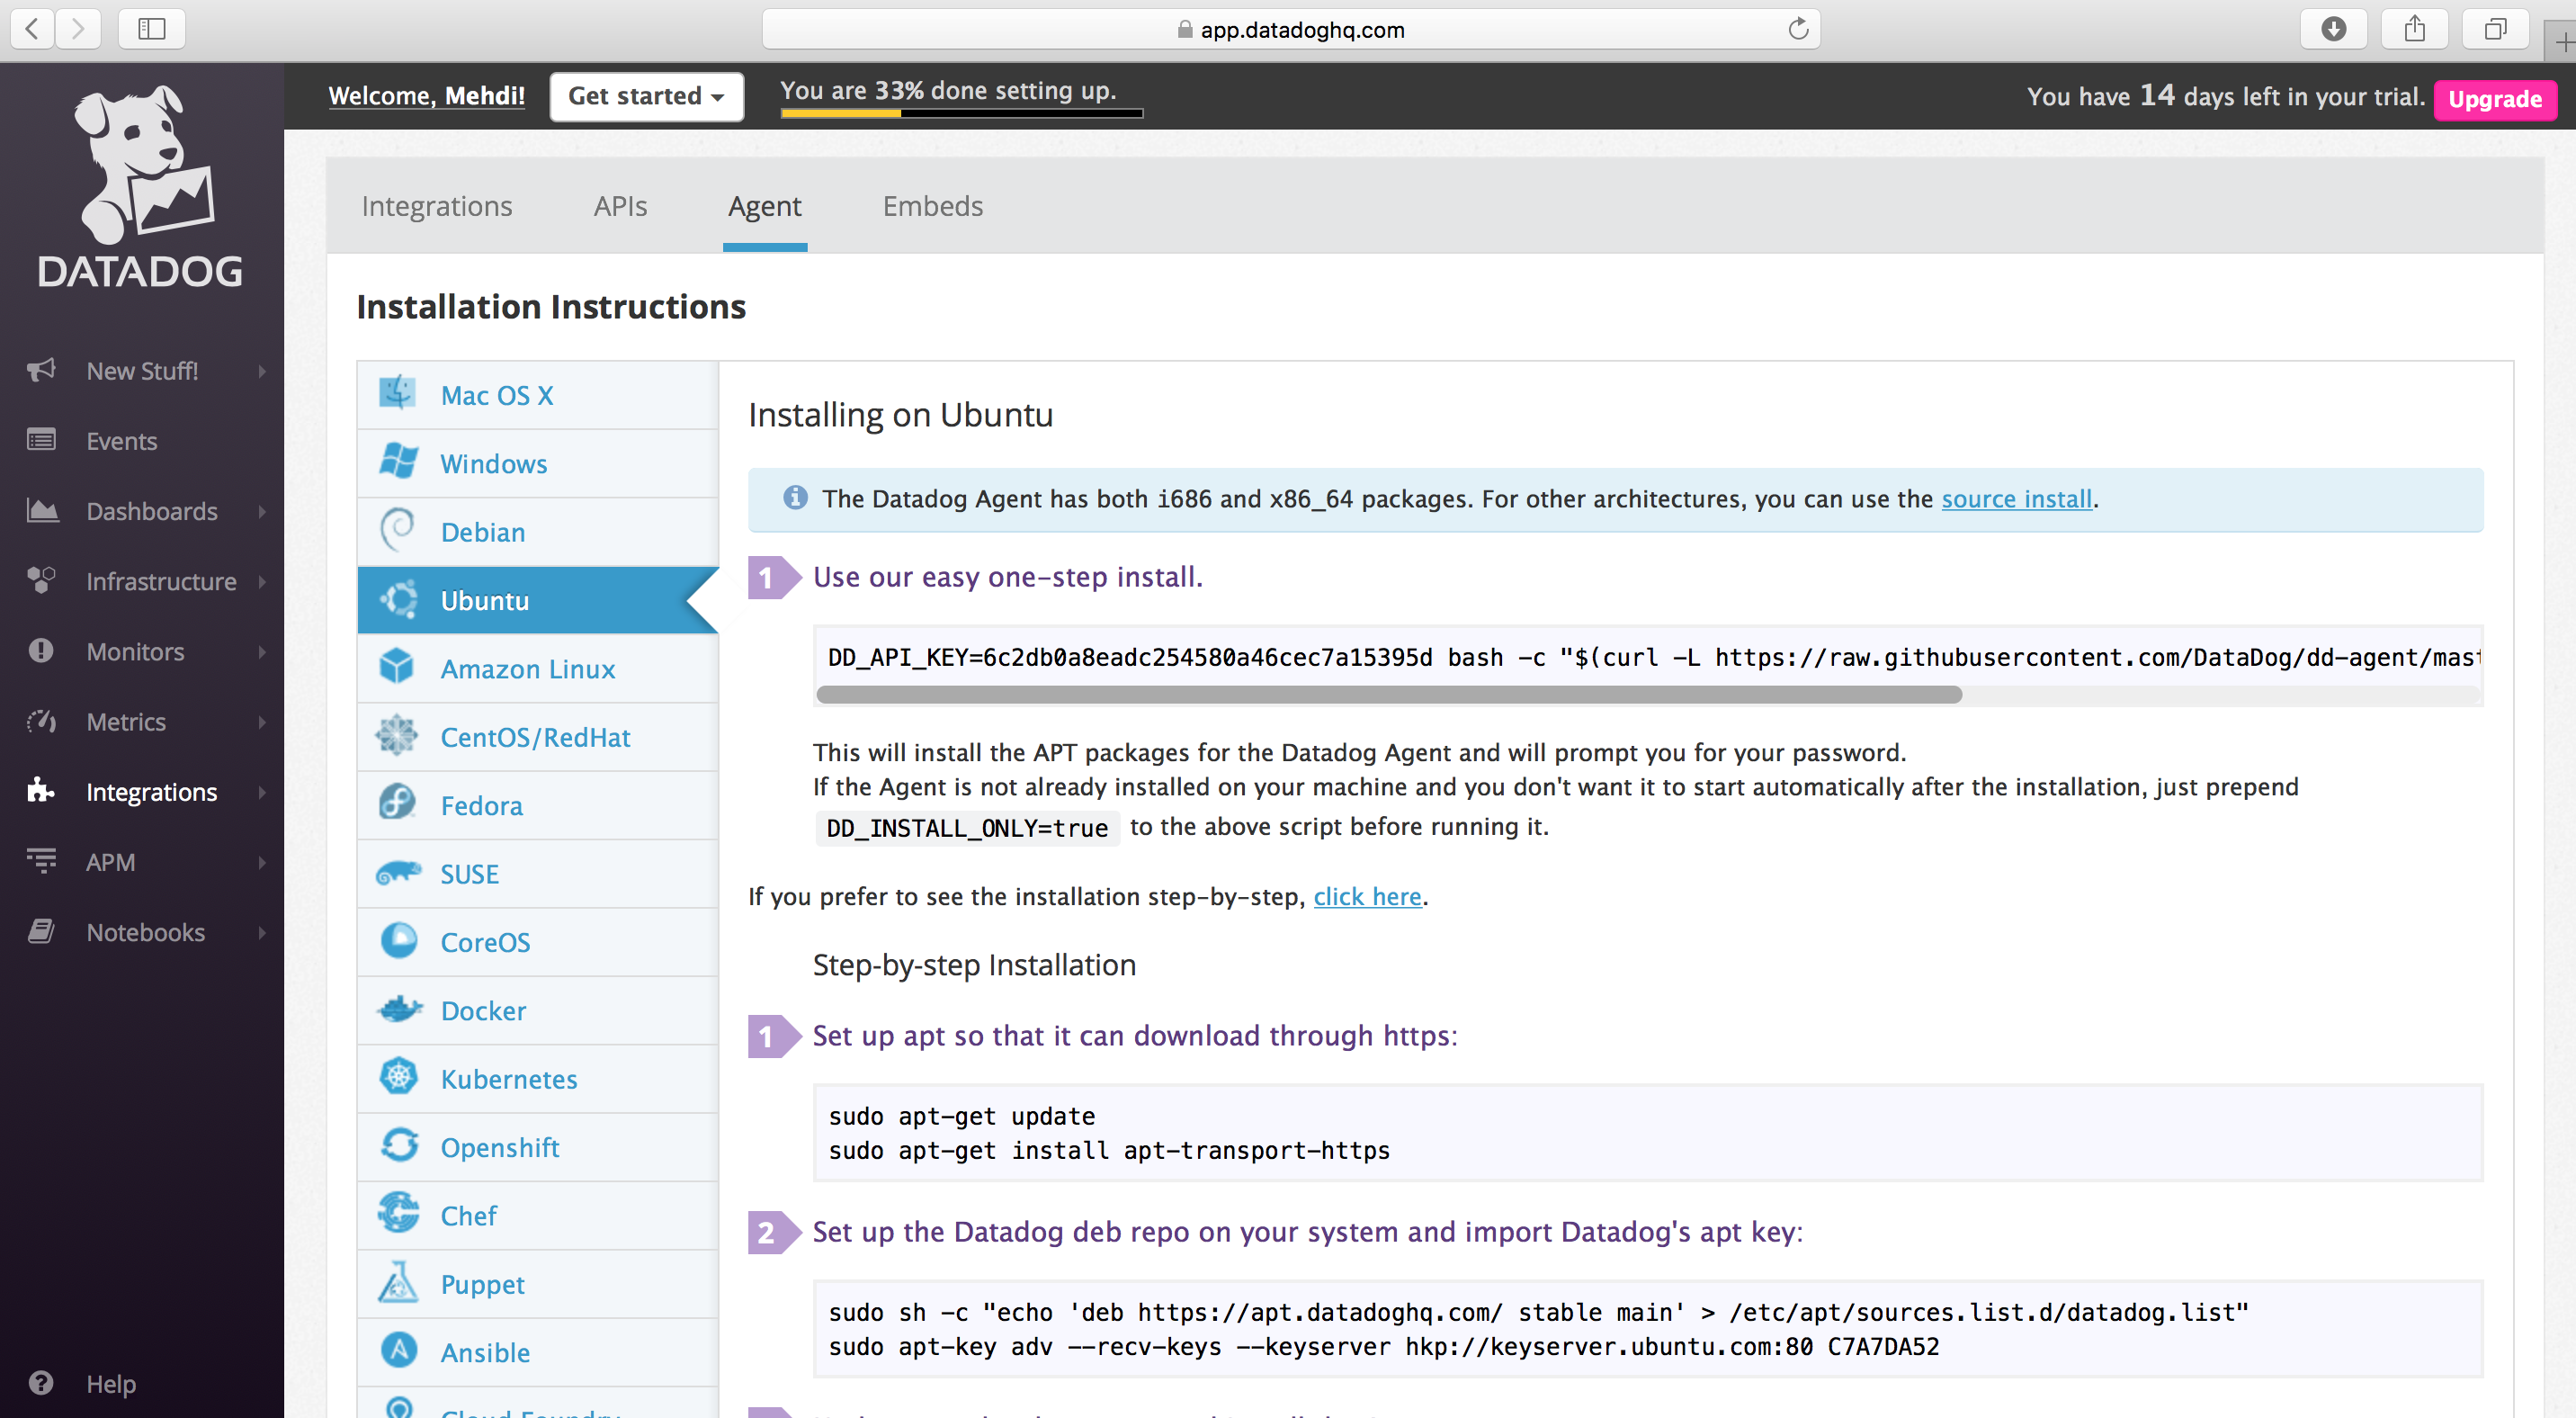 app.datadoghq.com
Welcome, Mehdi!
Get started
You are 33% done setting up.
You have 14 days left in your trial.
Upgrade
DATADOG
New Stuff!
Events
Dashboards
Infrastructure
Monitors
Metrics
Integrations
APM
Notebooks
Help
Integrations
APIs
Agent
Embeds
Installation Instructions
Mac OS X
Windows
Debian
Ubuntu
Amazon Linux
CentOS/RedHat
Fedora
SUSE
CoreOS
Docker
Kubernetes
Openshift
Chef
Puppet
Ansible
Cloud Foundry
Installing on Ubuntu
The Datadog Agent has both i686 and x86_64 packages. For other architectures, you can use the source install.
1 Use our easy one-step install.
DD_API_KEY=6c2db0a8eadc254580a46cec7a15395d bash -c "$(curl -L https://raw.githubusercontent.com/DataDog/dd-agent/mast
This will install the APT packages for the Datadog Agent and will prompt you for your password.
If the Agent is not already installed on your machine and you don't want it to start automatically after the installation, just prepend
DD_INSTALL_ONLY=true to the above script before running it.
If you prefer to see the installation step-by-step, click here.
Step-by-step Installation
1 Set up apt so that it can download through https:
sudo apt-get update
sudo apt-get install apt-transport-https
2 Set up the Datadog deb repo on your system and import Datadog's apt key:
sudo sh -c "echo 'deb https://apt.datadoghq.com/ stable main' > /etc/apt/sources.list.d/datadog.list"
sudo apt-key adv --recv-keys --keyserver hkp://keyserver.ubuntu.com:80 C7A7DA52